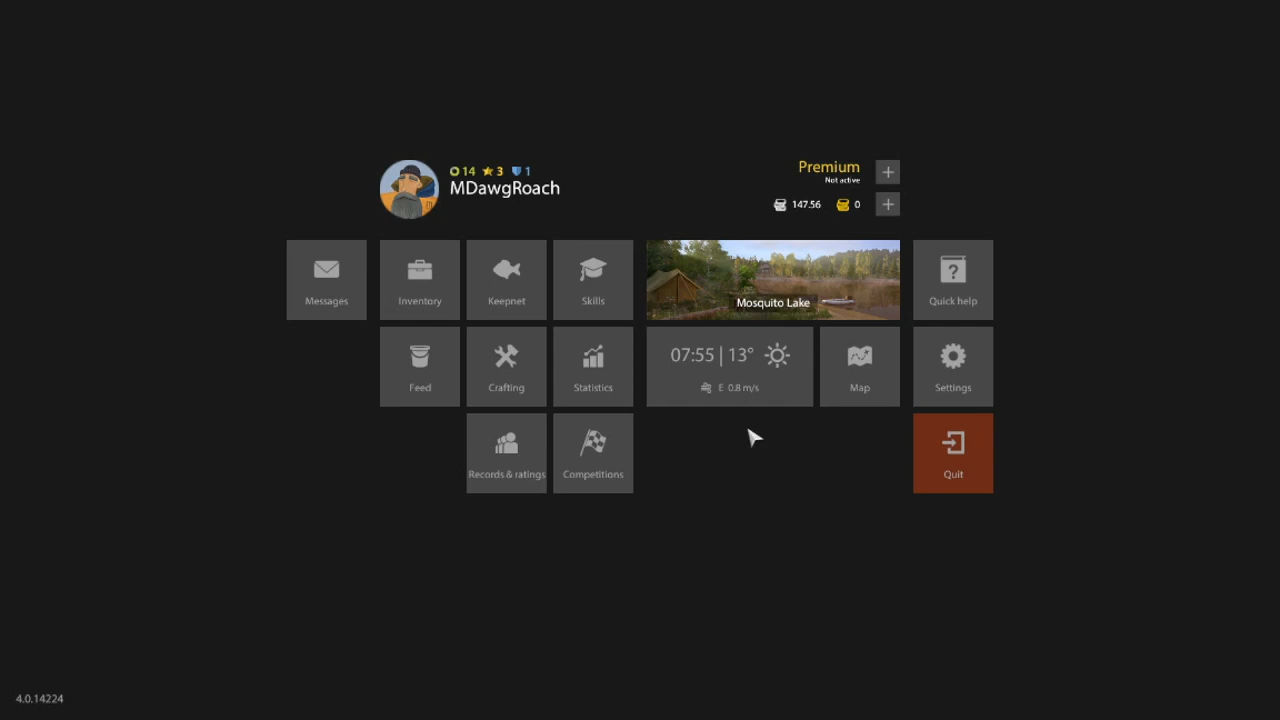 14 3 1
MDawgRoach
Premium
Not active
147.56 0
Messages
Inventory
Keepnet
Skills
Mosquito Lake
Quick help
Feed
Crafting
Statistics
07:55 | 13°
E 0.8 m/s
Map
Settings
Records & ratings
Competitions
Quit
4.0.14224